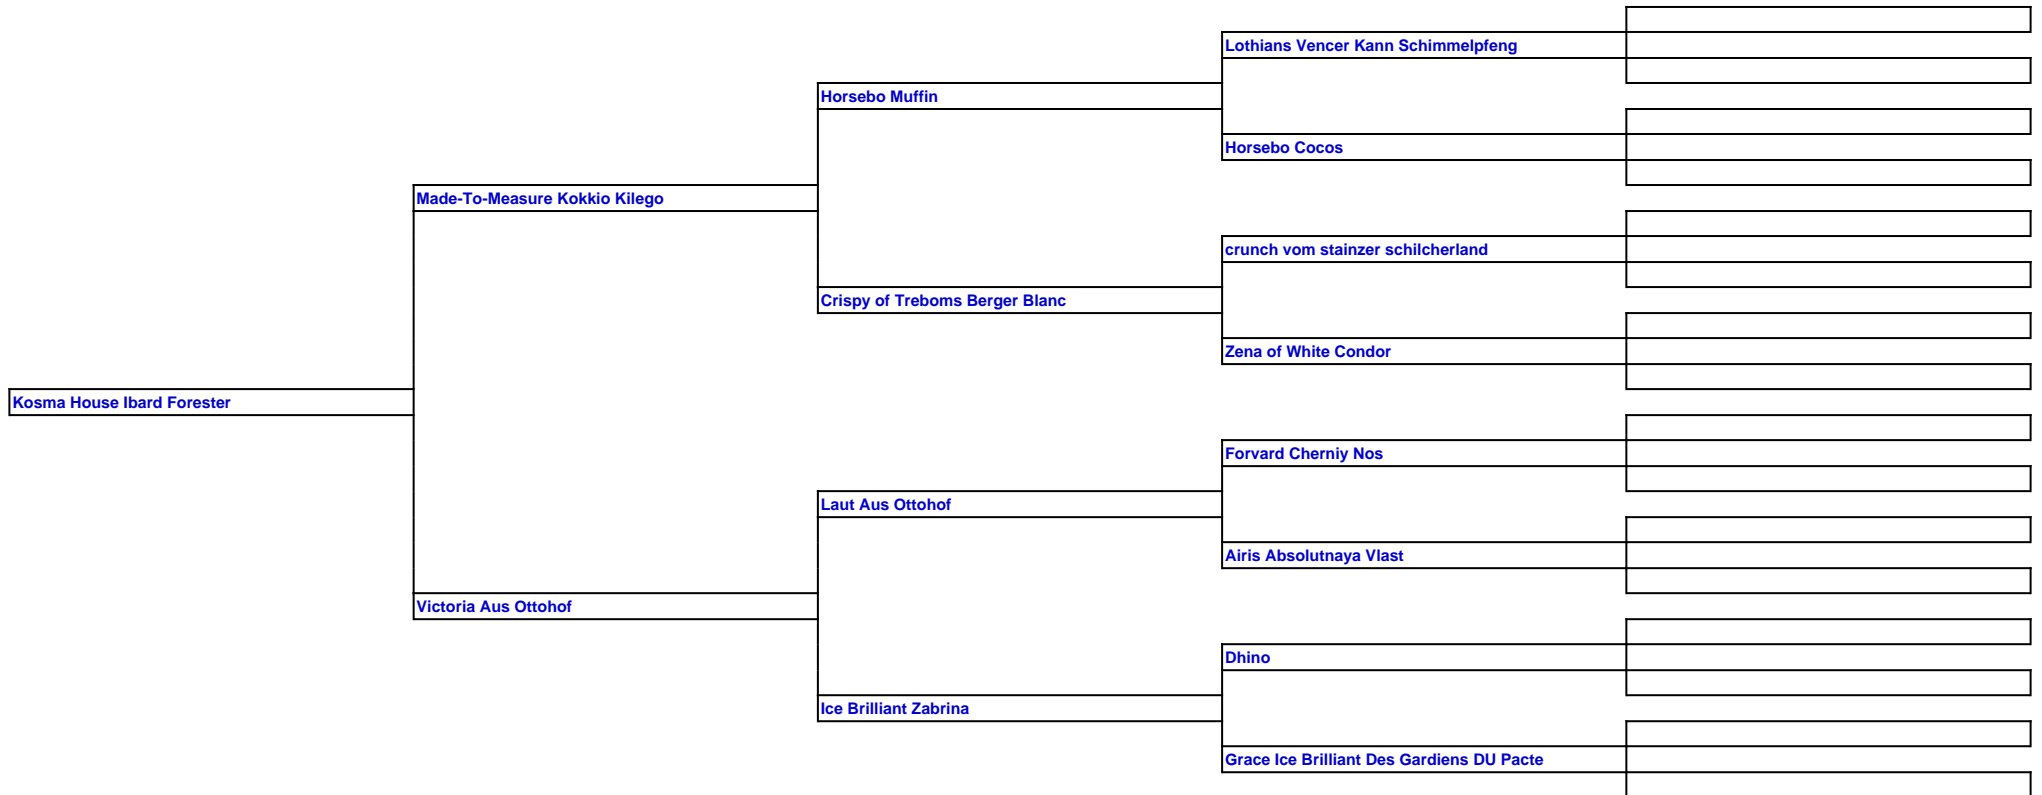 Lothians Vencer Kann Schimmelpfeng
Horsebo Muffin
Horsebo Cocos
Made-To-Measure Kokkio Kilego
crunch vom stainzer schilcherland
Crispy of Treboms Berger Blanc
Zena of White Condor
Kosma House Ibard Forester
Forvard Cherniy Nos
Laut Aus Ottohof
Airis Absolutnaya Vlast
Victoria Aus Ottohof
Dhino
Ice Brilliant Zabrina
Grace Ice Brilliant Des Gardiens DU Pacte